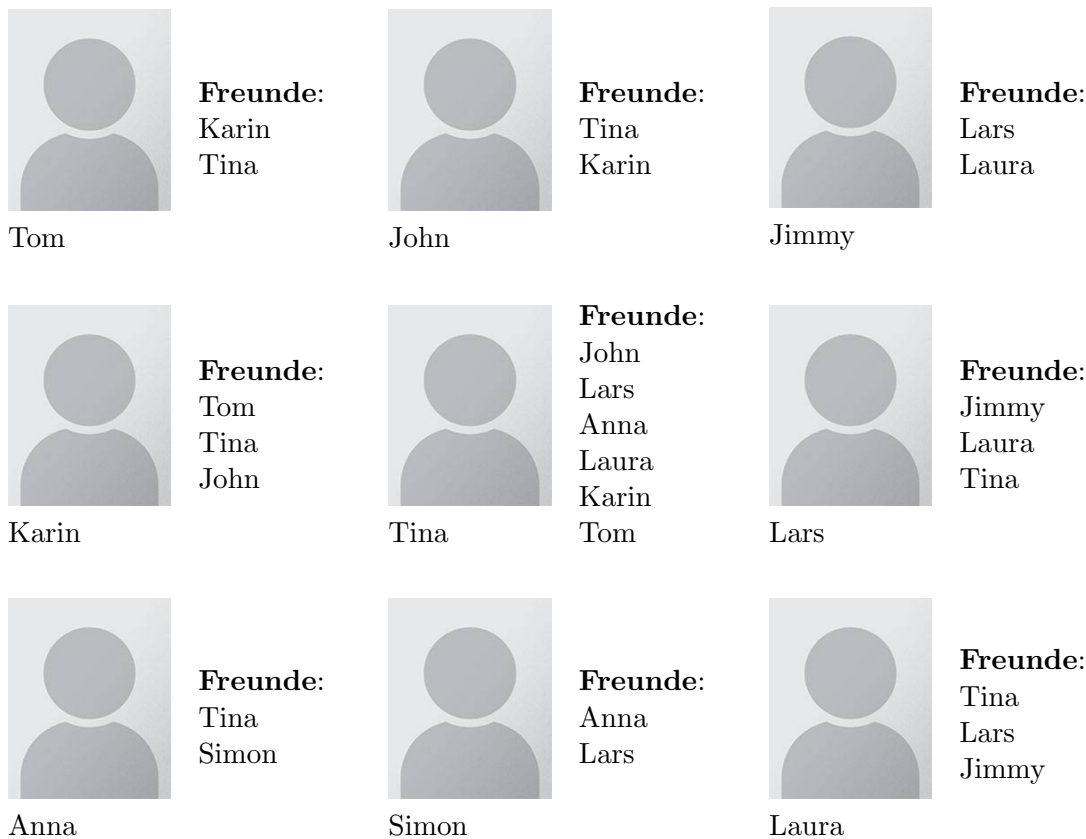 Freunde:
Karin
Tina
Tom
Freunde:
Tina
Karin
John
Freunde:
Lars
Laura
Jimmy
Freunde:
Tom
Tina
John
Karin
Freunde:
John
Lars
Anna
Laura
Karin
Tom
Tina
Freunde:
Jimmy
Laura
Tina
Lars
Freunde:
Tina
Simon
Anna
Freunde:
Anna
Lars
Simon
Freunde:
Tina
Lars
Jimmy
Laura